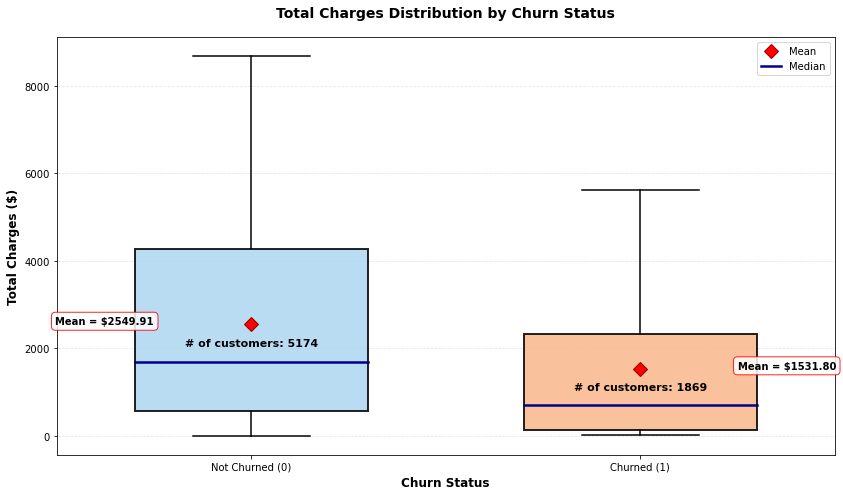 Total Charges Distribution by Churn Status
Mean
Median
Total Charges ($)
8000
6000
4000
2000
0
Mean = $2549.91
# of customers: 5174
Mean = $1531.80
# of customers: 1869
Not Churned (0)
Churned (1)
Churn Status